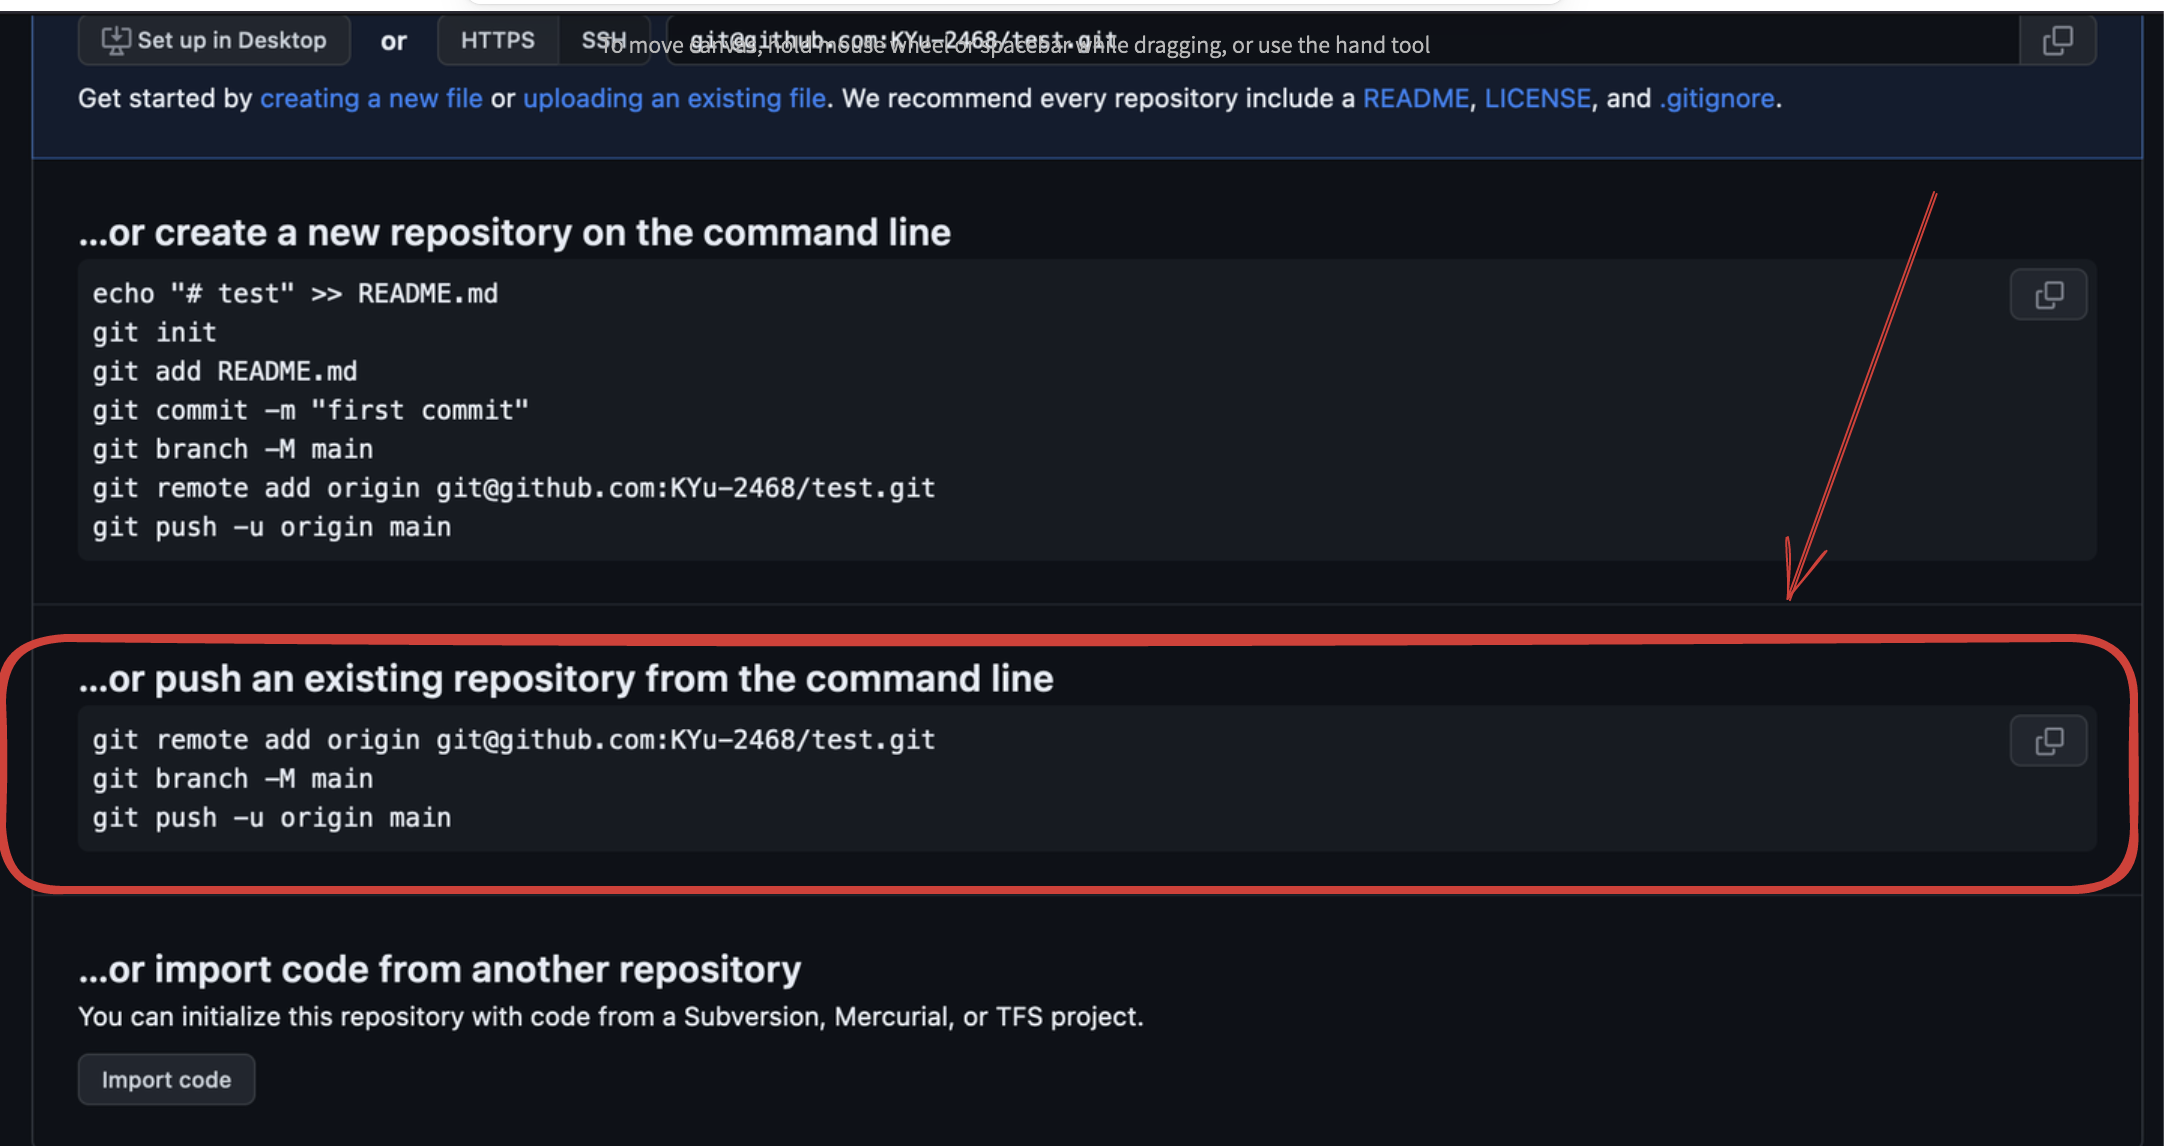 Set up in Desktop or HTTPS SSH git@github.com:KYu-2468/test.git
To move canvas, hold mouse wheel or spacebar while dragging, or use the hand tool
Get started by creating a new file or uploading an existing file. We recommend every repository include a README, LICENSE, and .gitignore.
...or create a new repository on the command line
echo "# test" >> README.md
git init
git add README.md
git commit -m "first commit"
git branch -M main
git remote add origin git@github.com:KYu-2468/test.git
git push -u origin main
...or push an existing repository from the command line
git remote add origin git@github.com:KYu-2468/test.git
git branch -M main
git push -u origin main
...or import code from another repository
You can initialize this repository with code from a Subversion, Mercurial, or TFS project.
Import code